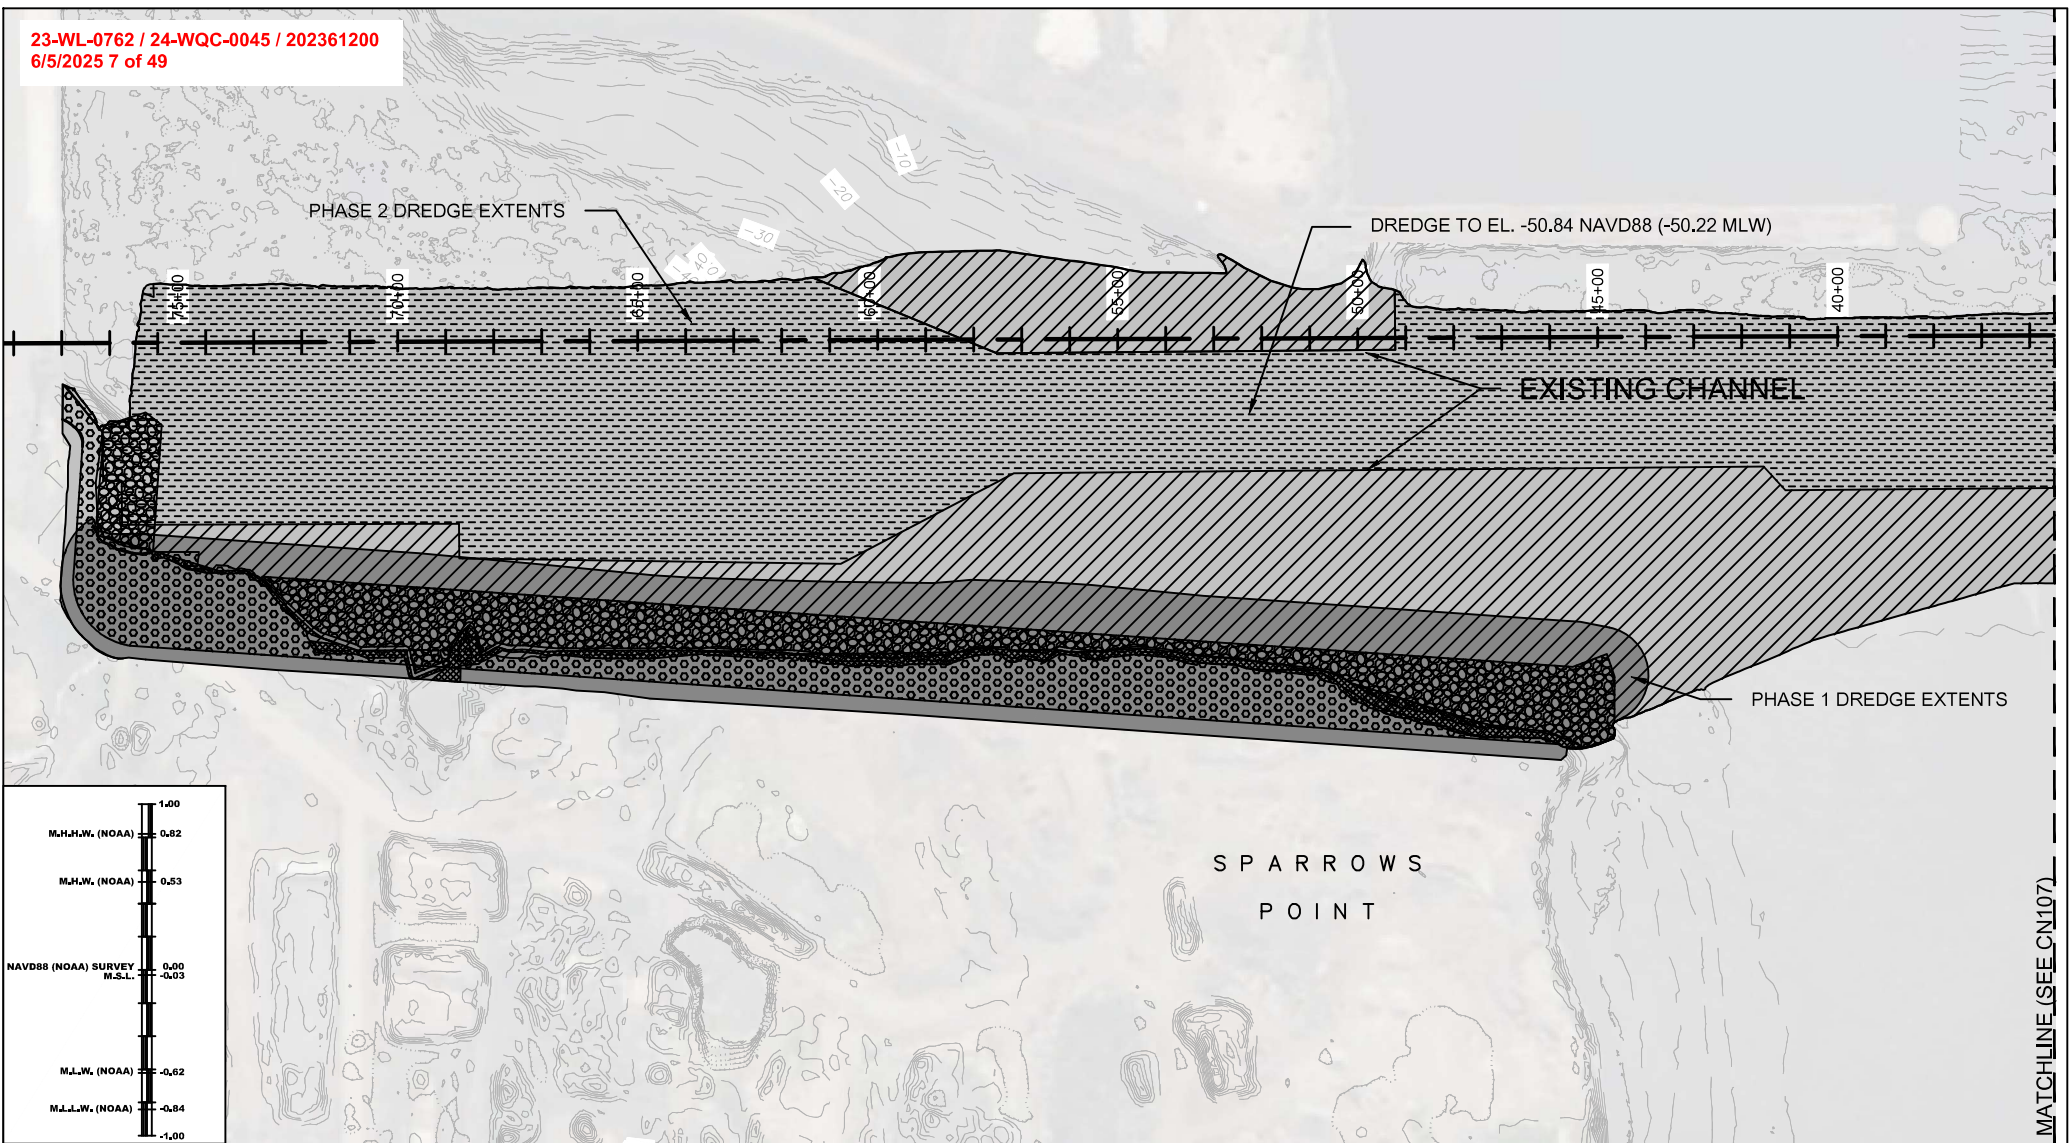 23-WL-0762 / 24-WQC-0045 / 202361200
6/5/2025 7 of 49
-10
-20
-30
PHASE 2 DREDGE EXTENTS
DREDGE TO EL. -50.84 NAVD88 (-50.22 MLW)
75+00
70+00
65+00
60+00
55+00
50+00
45+00
40+00
EXISTING CHANNEL
PHASE 1 DREDGE EXTENTS
SPARROWS
POINT
1.00
M.H.H.W. (NOAA) 0.82
M.H.W. (NOAA) 0.53
NAVD88 (NOAA) SURVEY 0.00
M.S.L. -0.03
M.L.W. (NOAA) -0.62
M.L.L.W. (NOAA) -0.84
-1.00
MATCHLINE (SEE CN107)